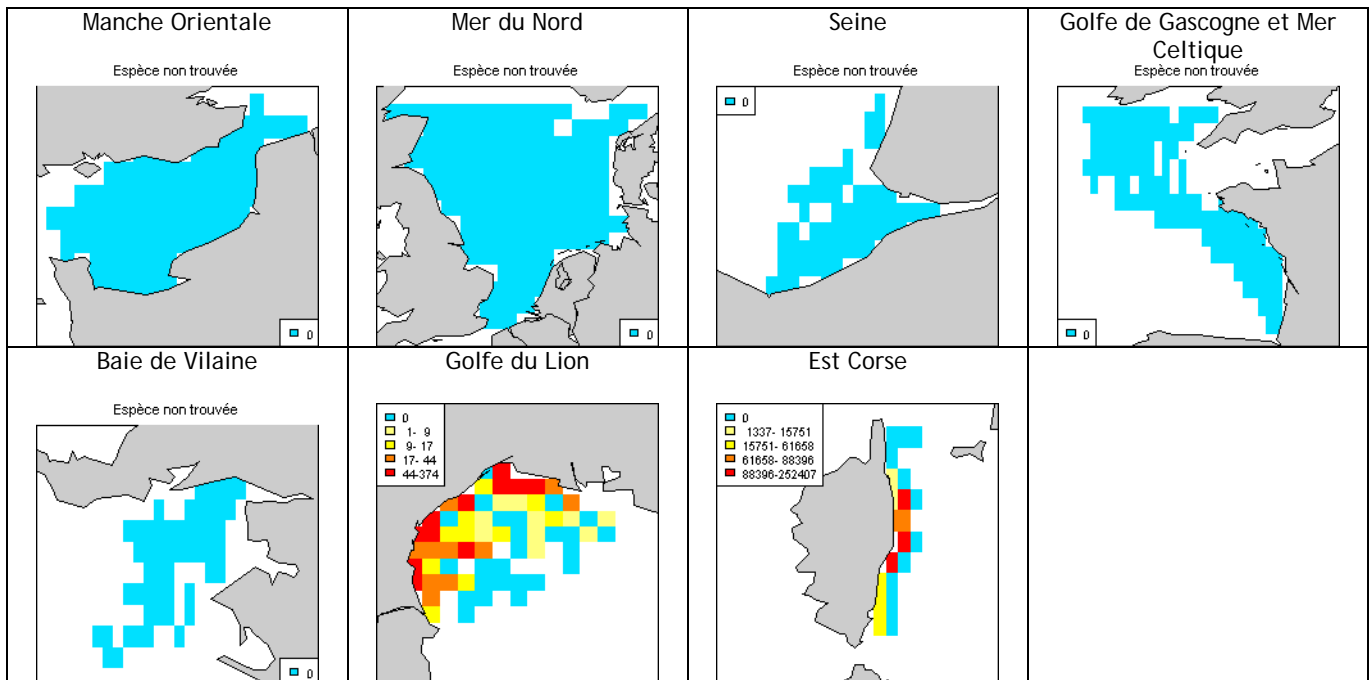 Manche Orientale
Espèce non trouvée
0
Mer du Nord
Espèce non trouvée
0
Seine
Espèce non trouvée
0
Golfe de Gascogne et Mer
Celtique
Espèce non trouvée
0
Baie de Vilaine
Espèce non trouvée
0
Golfe du Lion
0
1- 9
9- 17
17- 44
44-374
Est Corse
0
1337- 15751
15751- 61658
61658- 88396
88396-252407